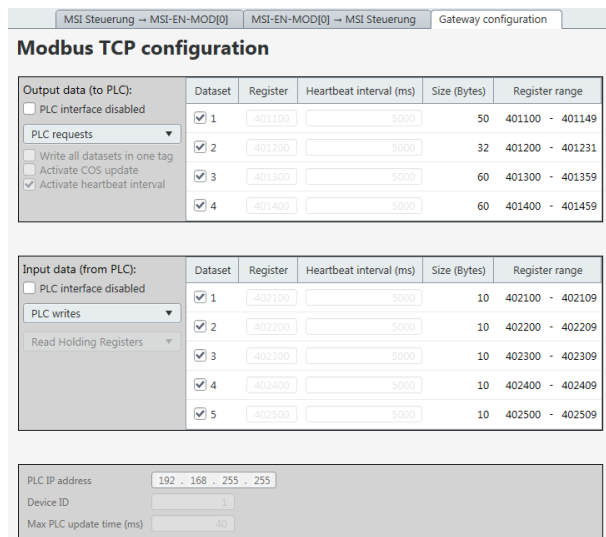 MSI Steuerung → MSI-EN-MOD[0] MSI-EN-MOD[0] → MSI Steuerung Gateway configuration
Modbus TCP configuration
Output data (to PLC):
PLC interface disabled
PLC requests
Write all datasets in one tag
Activate COS update
Activate heartbeat interval
Dataset Register Heartbeat interval (ms) Size (Bytes) Register range
1 401100 5000 50 401100 - 401149
2 401200 5000 32 401200 - 401231
3 401300 5000 60 401300 - 401359
4 401400 5000 60 401400 - 401459
Input data (from PLC):
PLC interface disabled
PLC writes
Read Holding Registers
Dataset Register Heartbeat interval (ms) Size (Bytes) Register range
1 402100 5000 10 402100 - 402109
2 402200 5000 10 402200 - 402209
3 402300 5000 10 402300 - 402309
4 402400 5000 10 402400 - 402409
5 402500 5000 10 402500 - 402509
PLC IP address 192 . 168 . 255 . 255
Device ID 1
Max PLC update time (ms) 40